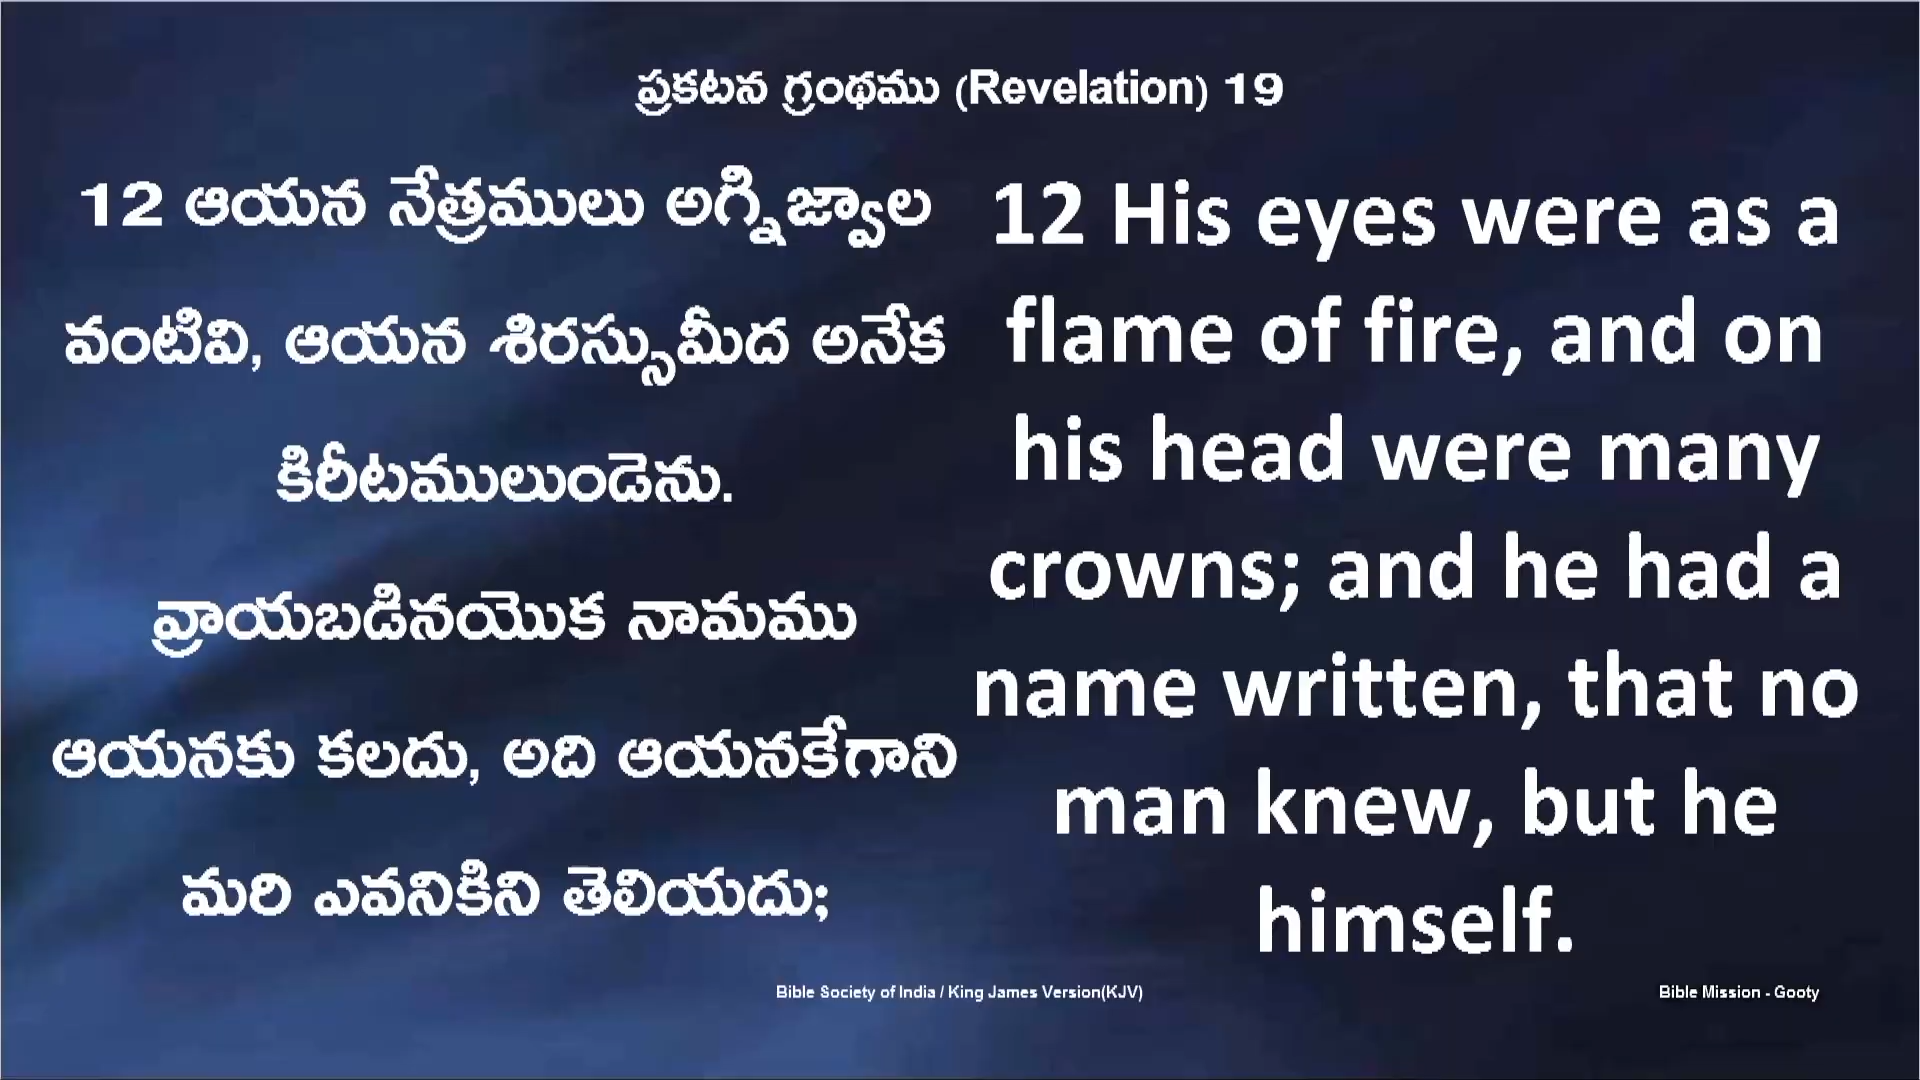 ప్రకటన గ్రంథము (Revelation) 19
12 ఆయన నేత్రములు అగ్నిజ్వాల
వంటివి, ఆయన శిరస్సుమీద అనేక
కిరీటములుండెను.
వ్రాయబడినయొక నామము
ఆయనకు కలదు, అది ఆయనకేగాని
మరి ఎవనికిని తెలియదు;
12 His eyes were as a
flame of fire, and on
his head were many
crowns; and he had a
name written, that no
man knew, but he
himself.
Bible Society of India / King James Version(KJV)
Bible Mission - Gooty